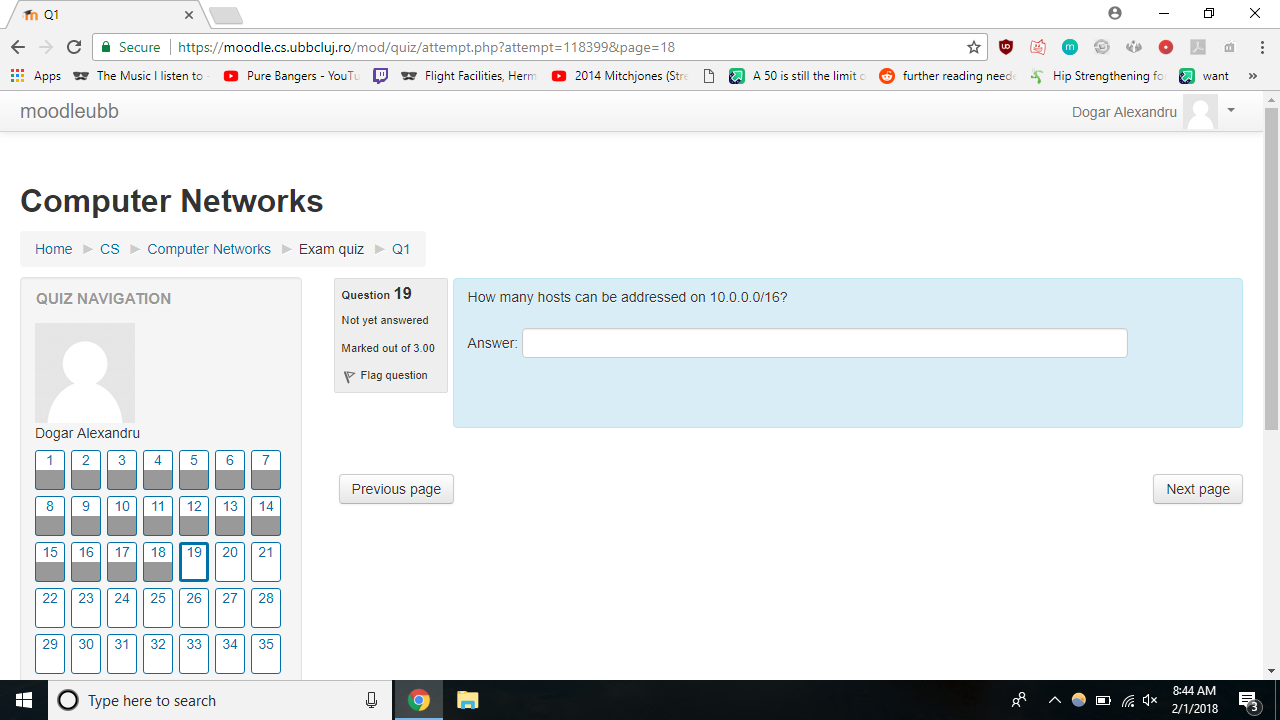 Q1
Secure
https://moodle.cs.ubbcluj.ro/mod/quiz/attempt.php?attempt=118399&page=18
Apps
The Music I listen to -
Pure Bangers - YouTu
Flight Facilities, Herm
2014 Mitchjones (Stre
A 50 is still the limit o
further reading neede
Hip Strengthening fo
want
»
moodleubb
Dogar Alexandru
Computer Networks
Home ► CS ► Computer Networks ► Exam quiz ► Q1
QUIZ NAVIGATION
Dogar Alexandru
1 2 3 4 5 6 7
8 9 10 11 12 13 14
15 16 17 18 19 20 21
22 23 24 25 26 27 28
29 30 31 32 33 34 35
Question 19
Not yet answered
Marked out of 3.00
Flag question
How many hosts can be addressed on 10.0.0.0/16?
Answer:
Previous page
Next page
Type here to search
8:44 AM
2/1/2018
3